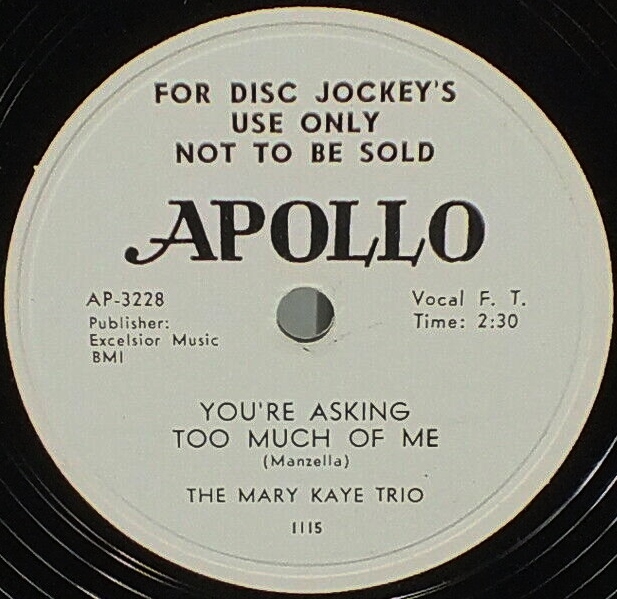 FOR DISC JOCKEY'S
USE ONLY
NOT TO BE SOLD
APOLLO
AP-3228
Publisher:
Excelsior Music
BMI
Vocal F. T.
Time: 2:30
YOU'RE ASKING
TOO MUCH OF ME
(Manzella)
THE MARY KAYE TRIO
1115